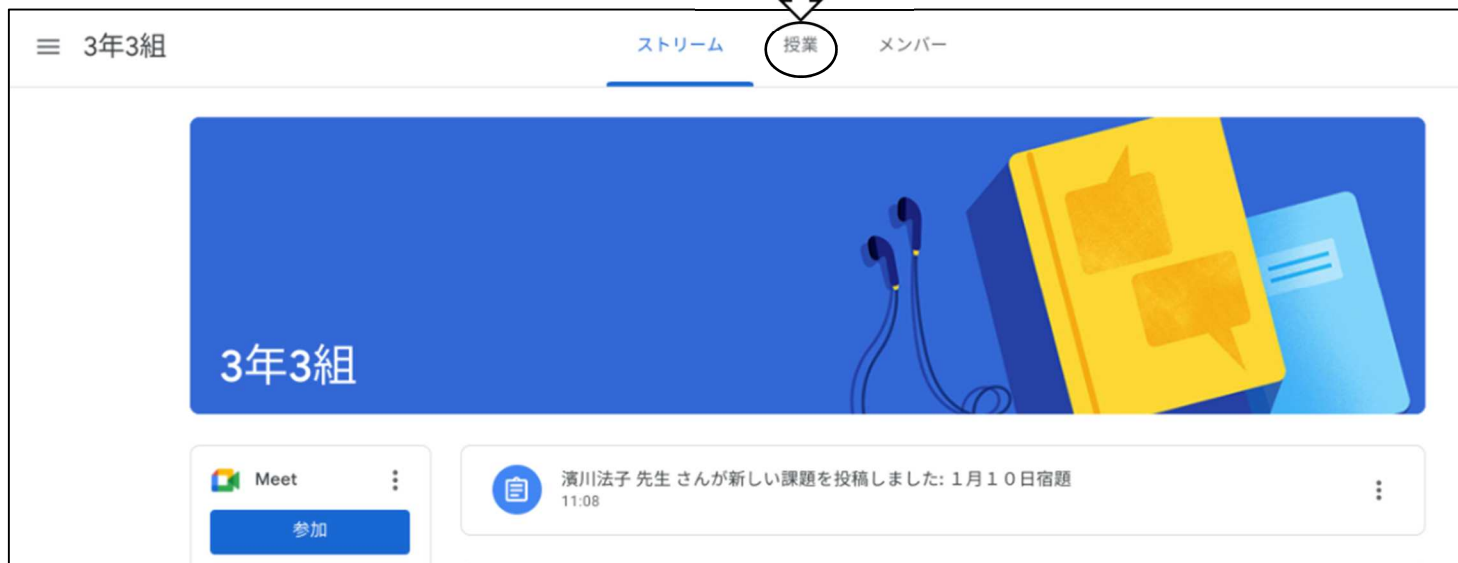 3年3組
ストリーム 授業 メンバー
3年3組
Meet
参加
濱川法子 先生 さんが新しい課題を投稿しました: １月１０日宿題
11:08